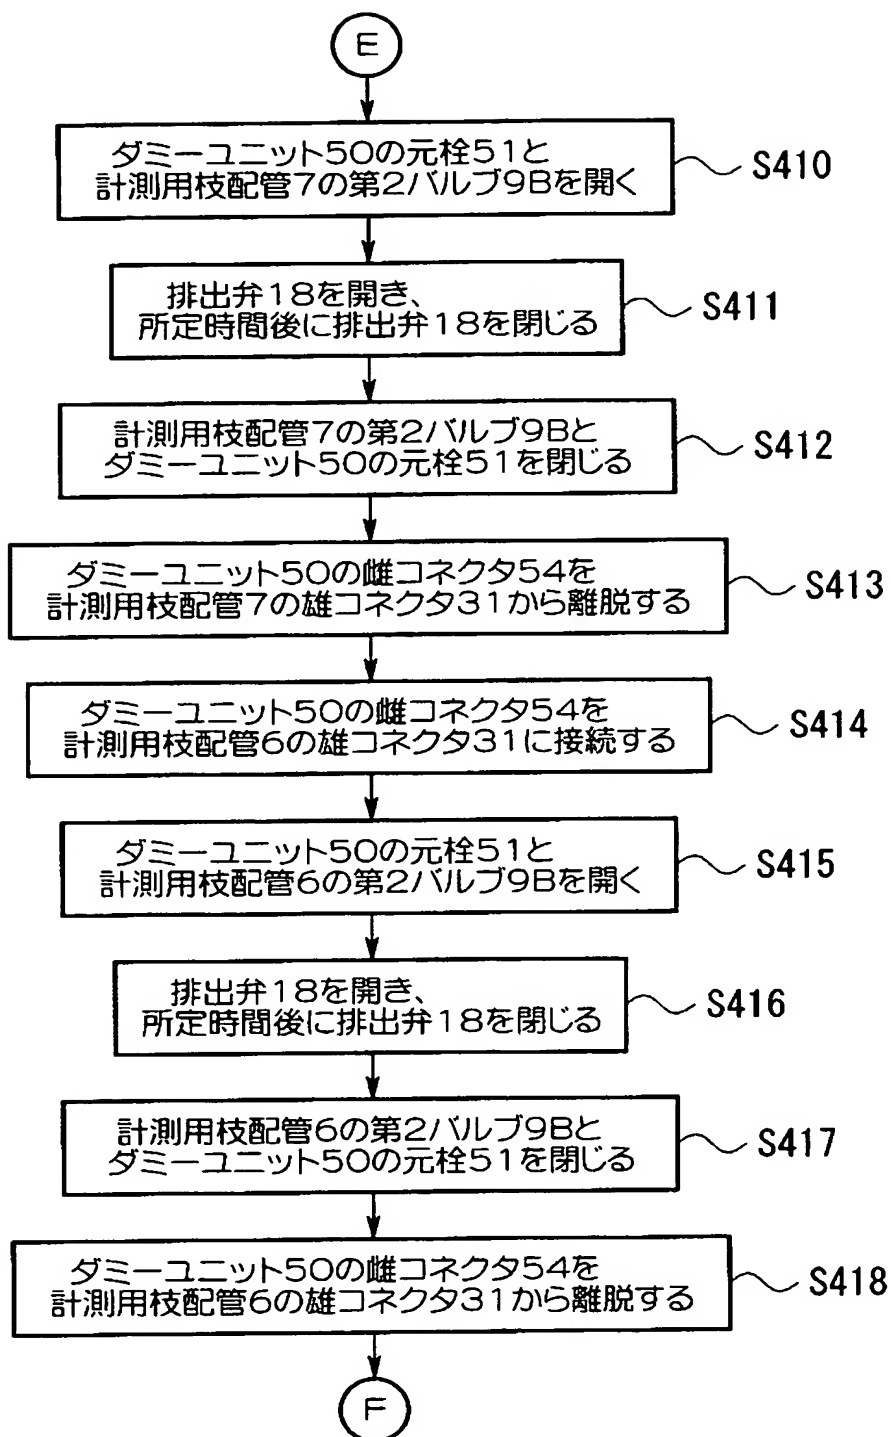 E
ダミーユニット50の元栓51と
計測用枝配管7の第2バルブ9Bを開く
S410
排出弁18を開き、
所定時間後に排出弁18を閉じる
S411
計測用枝配管7の第2バルブ9Bと
ダミーユニット50の元栓51を閉じる
S412
ダミーユニット50の雌コネクタ54を
計測用枝配管7の雄コネクタ31から離脱する
S413
ダミーユニット50の雌コネクタ54を
計測用枝配管6の雄コネクタ31に接続する
S414
ダミーユニット50の元栓51と
計測用枝配管6の第2バルブ9Bを開く
S415
排出弁18を開き、
所定時間後に排出弁18を閉じる
S416
計測用枝配管6の第2バルブ9Bと
ダミーユニット50の元栓51を閉じる
S417
ダミーユニット50の雌コネクタ54を
計測用枝配管6の雄コネクタ31から離脱する
S418
F